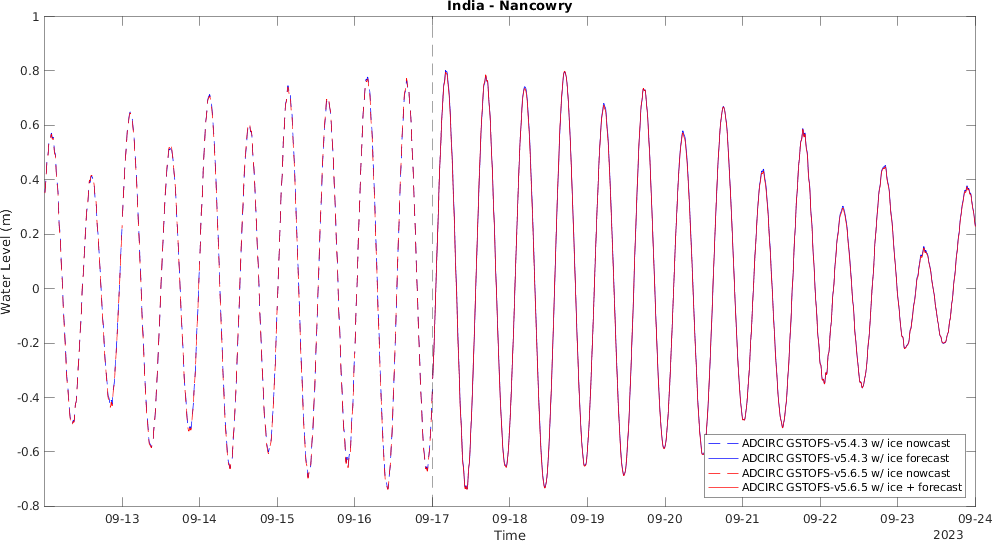 India - Nancowry
1
0.8
0.6
0.4
0.2
0
-0.2
-0.4
-0.6
-0.8
Water Level (m)
ADCIRC GSTOFS-v5.4.3 w/ ice nowcast
ADCIRC GSTOFS-v5.4.3 w/ ice forecast
ADCIRC GSTOFS-v5.6.5 w/ ice nowcast
ADCIRC GSTOFS-v5.6.5 w/ ice + forecast
09-13 09-14 09-15 09-16 09-17 09-18 09-19 09-20 09-21 09-22 09-23 09-24
Time
2023